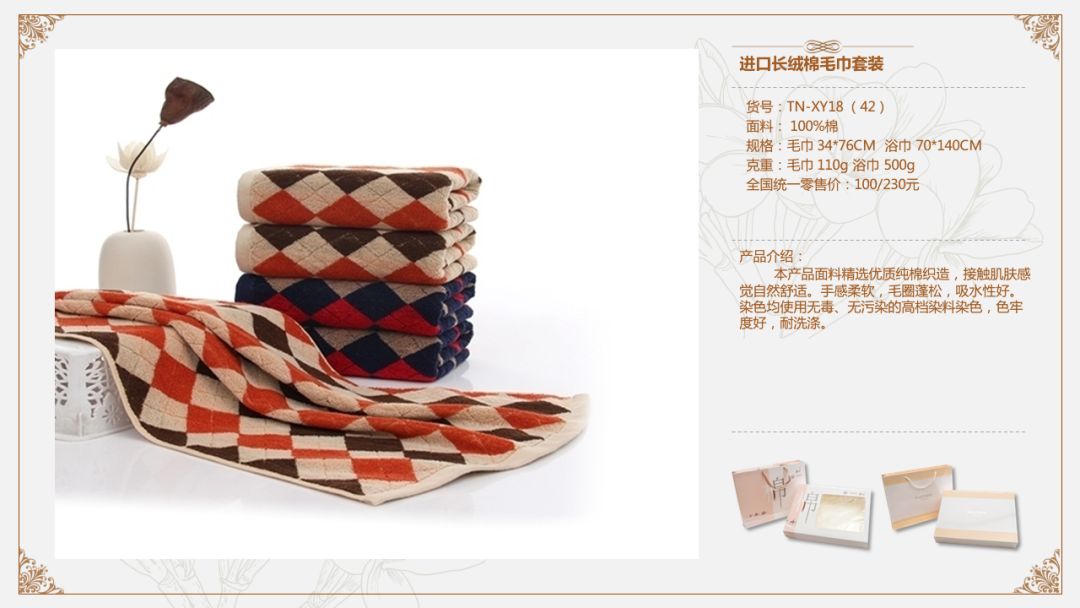 进口长绒棉毛巾套装
货号：TN-XY18（42）
面料： 100%棉
规格：毛巾 34*76CM  浴巾 70*140CM
克重：毛巾 110g 浴巾 500g
全国统一零售价：100/230元
产品介绍：
本产品面料精选优质纯棉织造，接触肌肤感
觉自然舒适。手感柔软，毛圈蓬松，吸水性好。
染色均使用无毒、无污染的高档染料染色，色牢
度好，耐洗涤。
帛